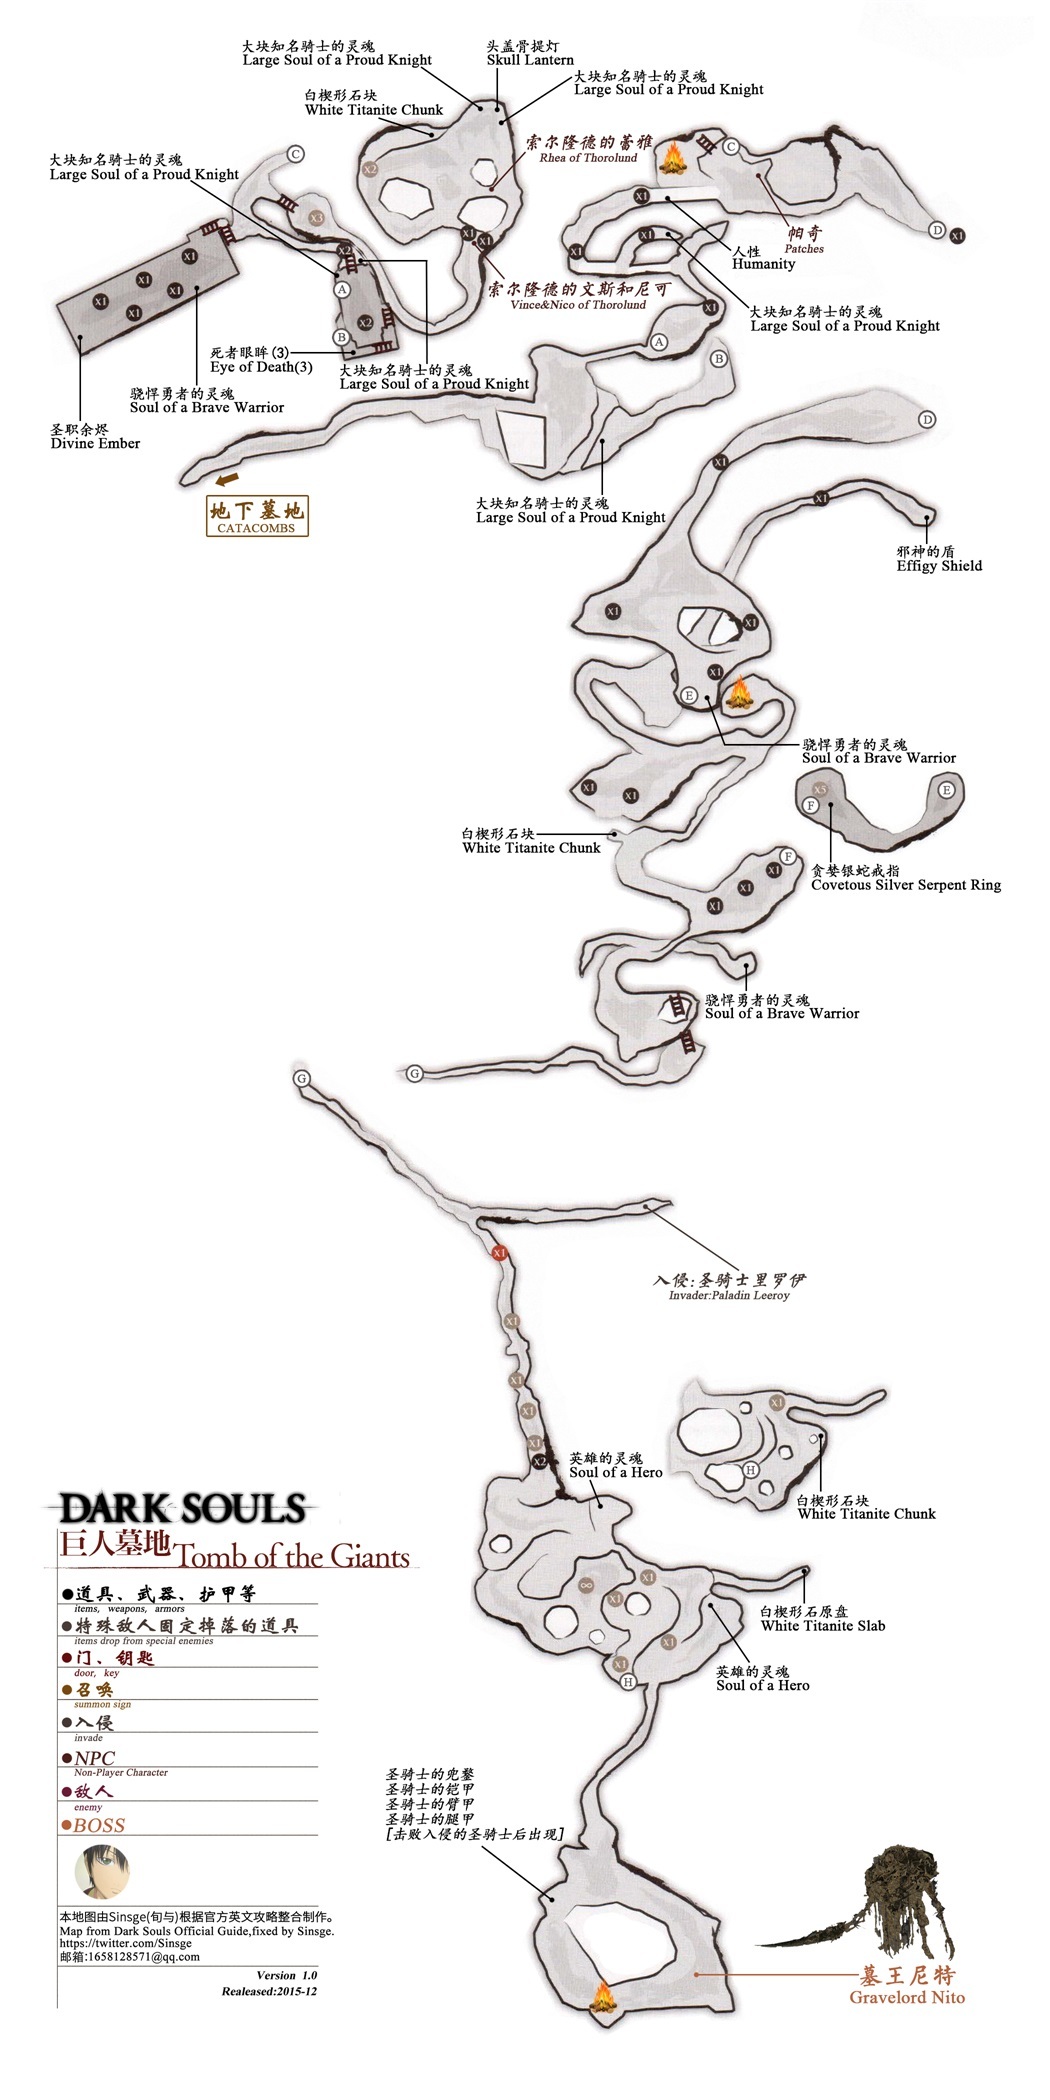 大块知名骑士的灵魂
Large Soul of a Proud Knight
头盖骨提灯
Skull Lantern
大块知名骑士的灵魂
Large Soul of a Proud Knight
白楔形石块
White Titanite Chunk
索尔隆德的蕾雅
Rhea of Thorolund
大块知名骑士的灵魂
Large Soul of a Proud Knight
C
C
X2
X3
X1
X1
X1
X1
X1
X1
X2
D
X1
帕奇
Patches
人性
Humanity
X1
X1
X1
X1
X1
A
X2
B
索尔隆德的文斯和尼可
Vince&Nico of Thorolund
X1
A
B
大块知名骑士的灵魂
Large Soul of a Proud Knight
死者眼眸(3)
Eye of Death(3)
大块知名骑士的灵魂
Large Soul of a Proud Knight
骁悍勇者的灵魂
Soul of a Brave Warrior
圣职余烬
Divine Ember
D
X1
地下墓地
CATACOMBS
大块知名骑士的灵魂
Large Soul of a Proud Knight
X1
邪神的盾
Effigy Shield
X1
X1
X1
E
骁悍勇者的灵魂
Soul of a Brave Warrior
X1
X1
X5
F
E
白楔形石块
White Titanite Chunk
贪婪银蛇戒指
Covetous Silver Serpent Ring
F
X1
X1
X1
骁悍勇者的灵魂
Soul of a Brave Warrior
G
G
X1
入侵:圣骑士里罗伊
Invader:Paladin Leeroy
X1
X1
X1
X1
X2
X1
H
英雄的灵魂
Soul of a Hero
白楔形石块
White Titanite Chunk
∞
X1
X1
X1
X1
H
白楔形石原盘
White Titanite Slab
英雄的灵魂
Soul of a Hero
圣骑士的兜鍪
圣骑士的铠甲
圣骑士的臂甲
圣骑士的腿甲
[击败入侵的圣骑士后出现]
墓王尼特
Gravelord Nito
DARK SOULS
巨人墓地Tomb of the Giants
●道具、武器、护甲等
items, weapons, armors
●特殊敌人固定掉落的道具
items drop from special enemies
●门、钥匙
door, key
●召唤
summon sign
●入侵
invade
●NPC
Non-Player Character
●敌人
enemy
●BOSS
本地图由Sinsge(旬与)根据官方英文攻略整合制作。
Map from Dark Souls Official Guide,fixed by Sinsge.
https://twitter.com/Sinsge
邮箱:1658128571@qq.com
Version 1.0
Realeased:2015-12